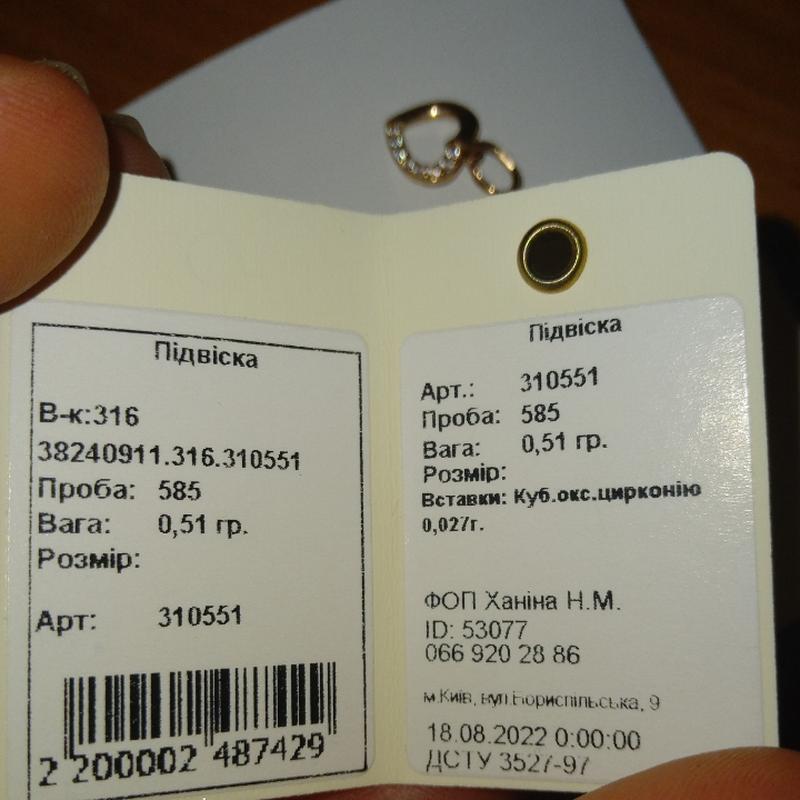 Підвіска
В-к:316
38240911.316.310551
Проба: 585
Вага: 0,51 гр.
Розмір:
Арт: 310551
2 200002 487429
Підвіска
Арт.: 310551
Проба: 585
Вага: 0,51 гр.
Розмір:
Вставки: Куб.окс.цирконію
0,027г.
ФОП Ханіна Н.М.
ID: 53077
066 920 28 86
м.Київ, вул.Бориспільська, 9
18.08.2022 0:00:00
ДСТУ 3527-97